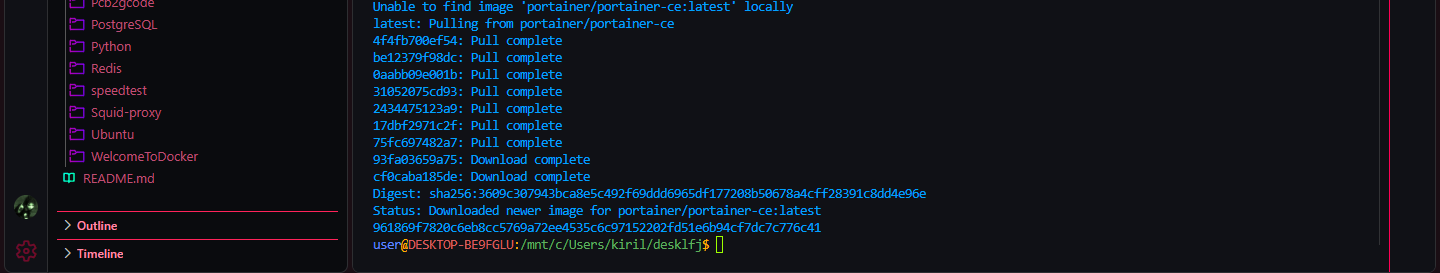 Pcb2gcode
PostgreSQL
Python
Redis
speedtest
Squid-proxy
Ubuntu
WelcomeToDocker
README.md
Outline
Timeline
Unable to find image 'portainer/portainer-ce:latest' locally
latest: Pulling from portainer/portainer-ce
4f4fb700ef54: Pull complete
be12379f98dc: Pull complete
0aabb09e001b: Pull complete
31052075cd93: Pull complete
2434475123a9: Pull complete
17dbf2971c2f: Pull complete
75fc697482a7: Pull complete
93fa03659a75: Download complete
cf0caba185de: Download complete
Digest: sha256:3609c307943bca8e5c492f69ddd6965df177208b50678a4cff28391c8dd4e96e
Status: Downloaded newer image for portainer/portainer-ce:latest
961869f7820c6eb8cc5769a72ee4535c6c97152202fd51e6b94cf7dc7c776c41
user@DESKTOP-BE9FGLU:/mnt/c/Users/kiril/desklfj$